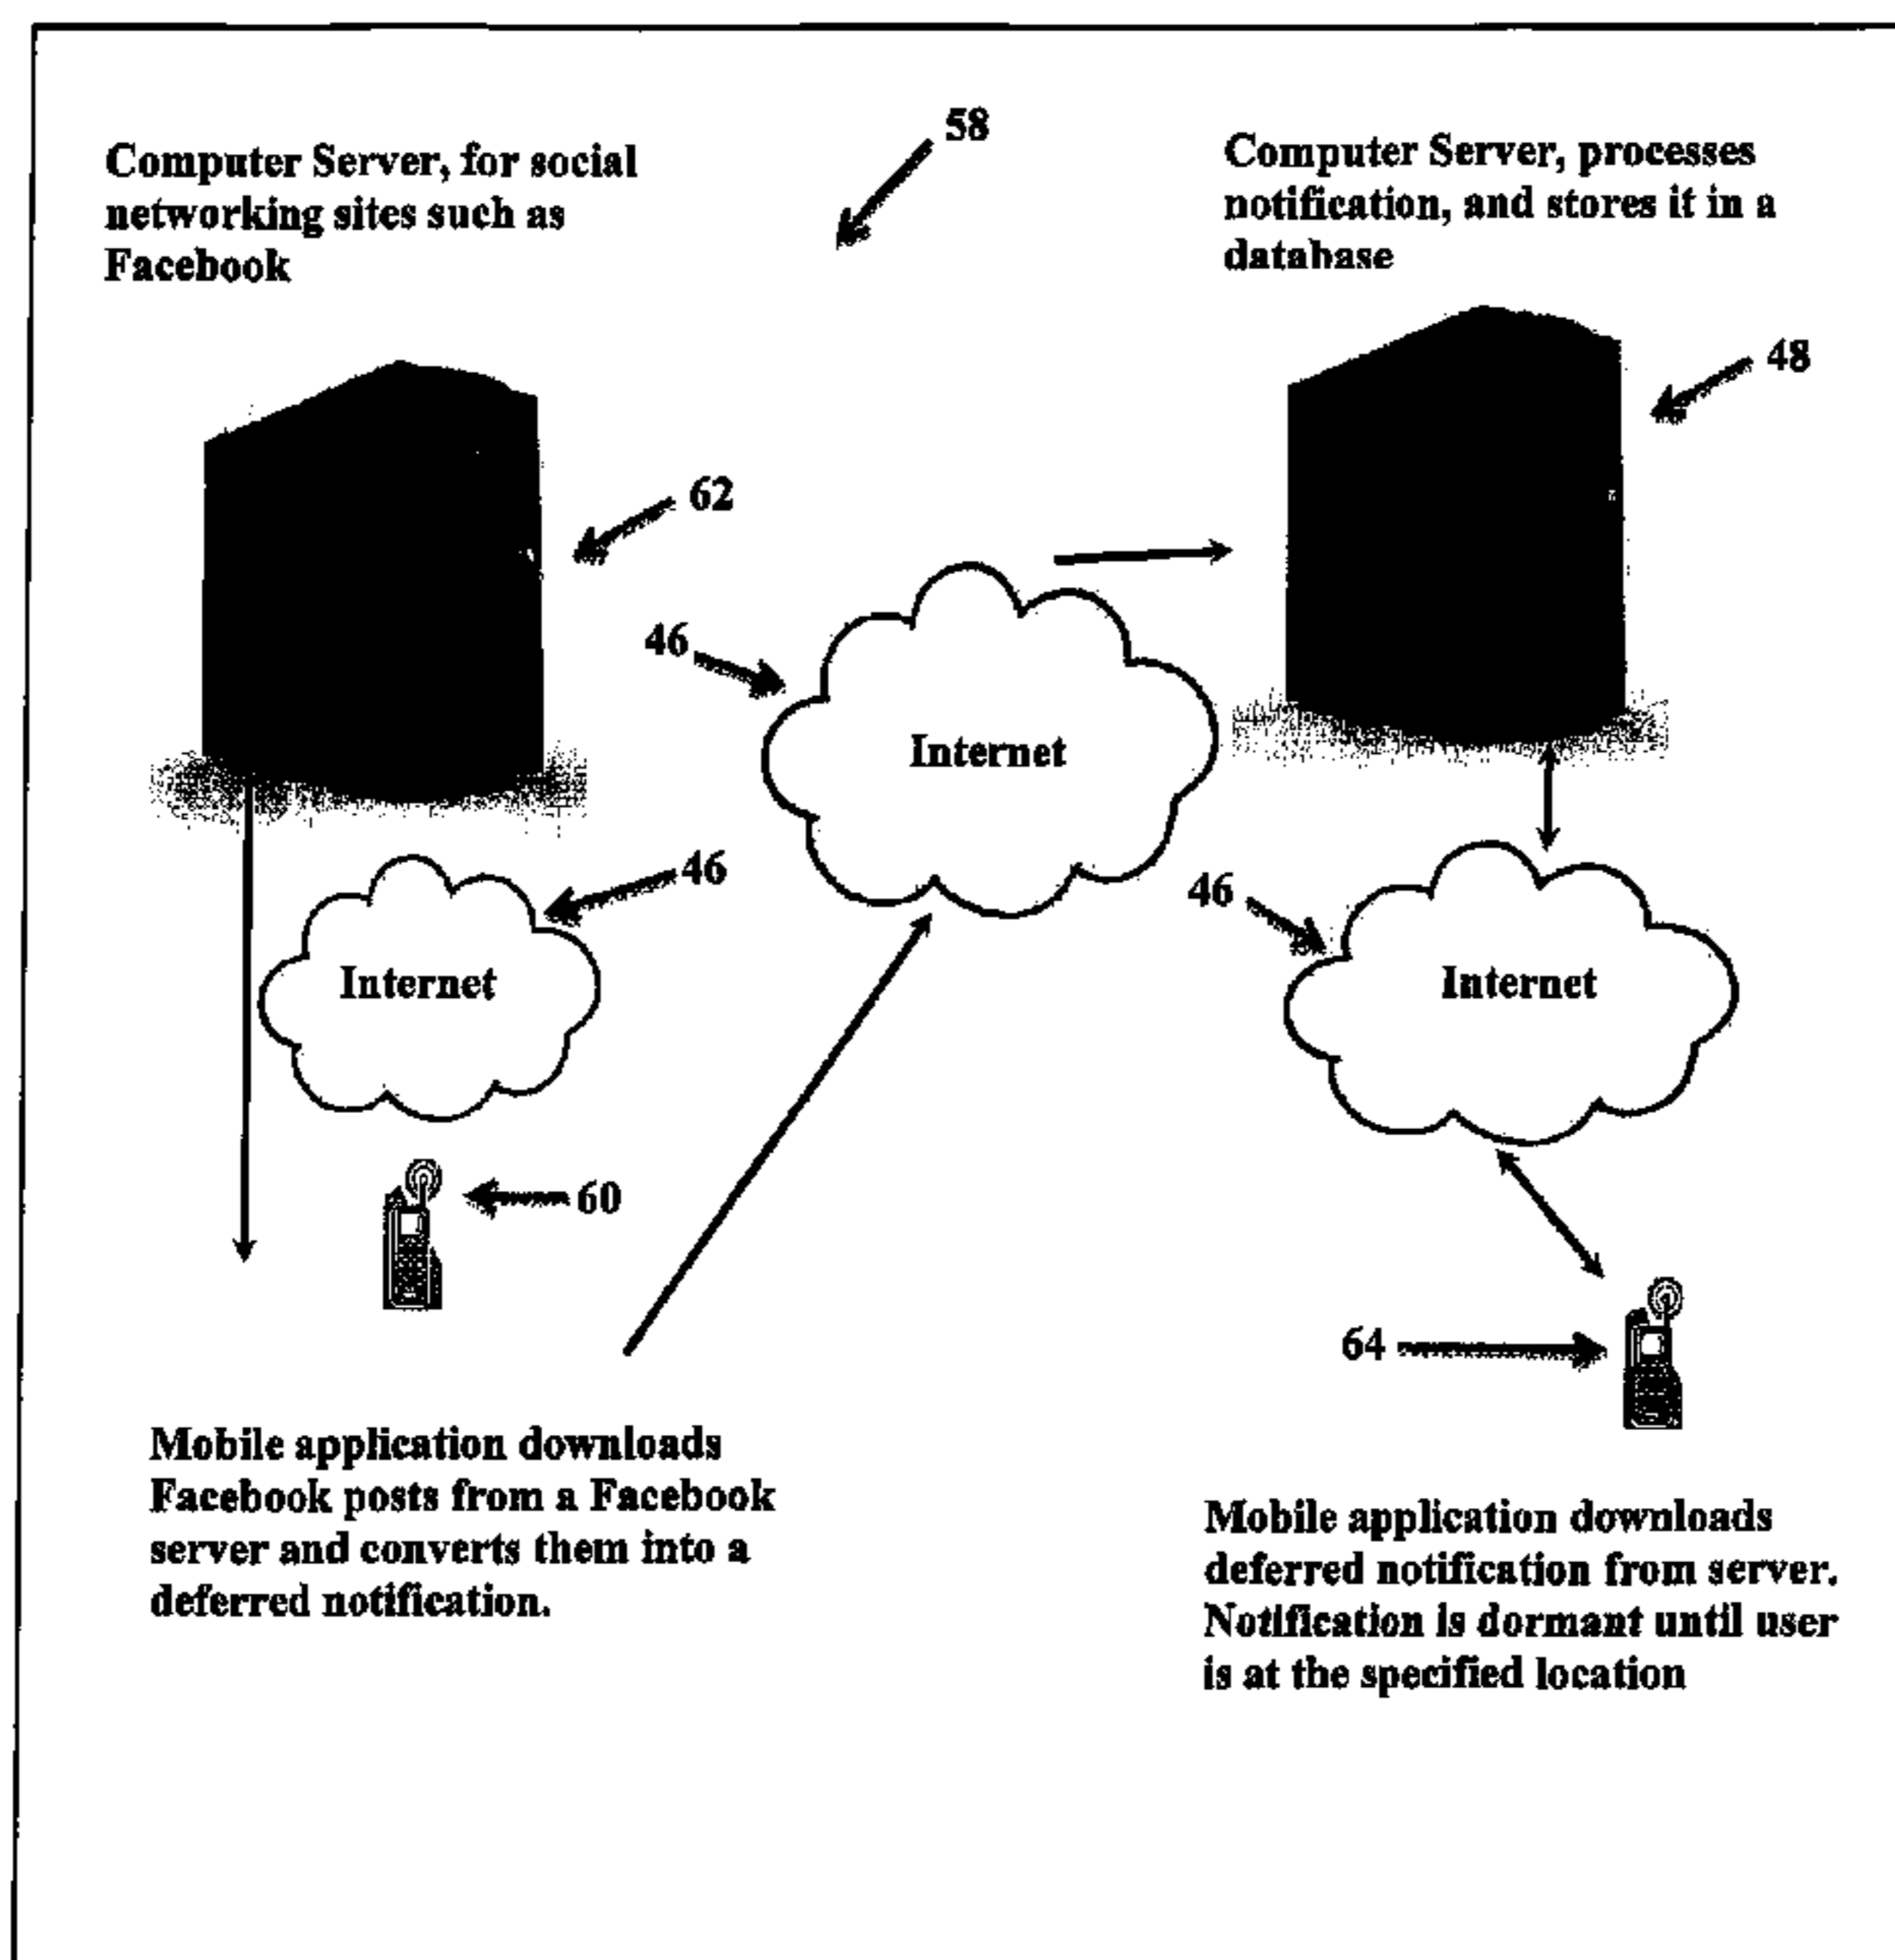 58
Computer Server, for social
networking sites such as
Facebook
Computer Server, processes
notification, and stores it in a
database
48
62
46
Internet
46
Internet
46
Internet
60
64
Mobile application downloads
Facebook posts from a Facebook
server and converts them into a
deferred notification.
Mobile application downloads
deferred notification from server.
Notification is dormant until user
is at the specified location